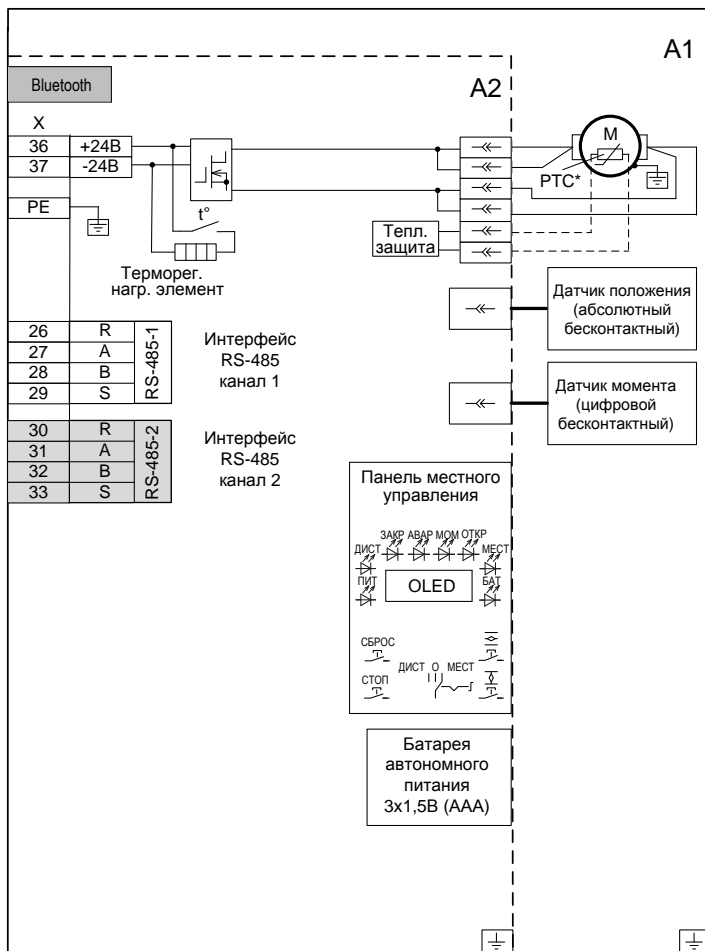 A1
Bluetooth
A2
X
36 +24В
37 -24В
PE
t°
Терморег.
нагр. элемент
M
PTC*
Тепл.
защита
Датчик положения
(абсолютный
бесконтактный)
26 R
27 A
28 B
29 S
RS-485-1
Интерфейс
RS-485
канал 1
Датчик момента
(цифровой
бесконтактный)
30 R
31 A
32 B
33 S
RS-485-2
Интерфейс
RS-485
канал 2
Панель местного
управления
ЗАКР АВАР МОМ ОТКР
ДИСТ МЕСТ
ПИТ OLED БАТ
СБРОС
ДИСТ О МЕСТ
СТОП
Батарея
автономного
питания
3х1,5В (ААА)